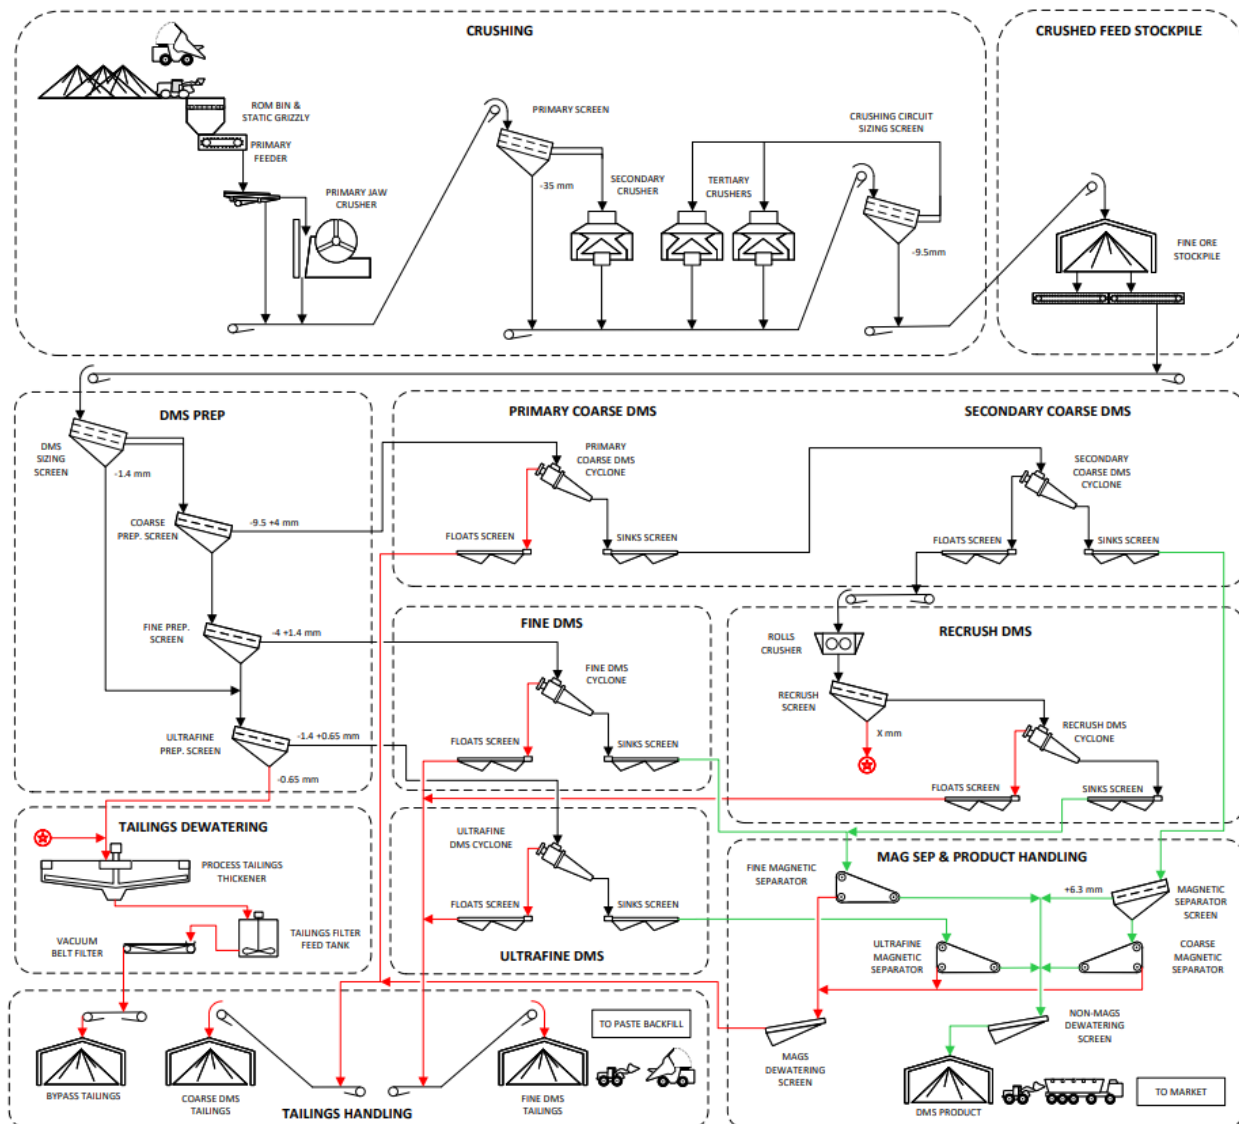 CRUSHING
CRUSHED FEED STOCKPILE
ROM BIN &
STATIC GRIZZLY
PRIMARY
FEEDER
PRIMARY JAW
CRUSHER
PRIMARY SCREEN
-35 mm
SECONDARY
CRUSHER
TERTIARY
CRUSHERS
CRUSHING CIRCUIT
SIZING SCREEN
-9.5mm
FINE ORE
STOCKPILE
DMS PREP
DMS
SIZING
SCREEN
-1.4 mm
COARSE
PREP. SCREEN
-9.5 +4 mm
FINE PREP.
SCREEN
-4 +1.4 mm
ULTRAFINE
PREP. SCREEN
-1.4 +0.65 mm
-0.65 mm
PRIMARY COARSE DMS
PRIMARY
COARSE DMS
CYCLONE
FLOATS SCREEN
SINKS SCREEN
SECONDARY COARSE DMS
SECONDARY
COARSE DMS
CYCLONE
FLOATS SCREEN
SINKS SCREEN
FINE DMS
FINE DMS
CYCLONE
FLOATS SCREEN
SINKS SCREEN
RECRUSH DMS
ROLLS
CRUSHER
RECRUSH
SCREEN
X mm
RECRUSH DMS
CYCLONE
FLOATS SCREEN
SINKS SCREEN
TAILINGS DEWATERING
PROCESS TAILINGS
THICKENER
TAILINGS FILTER
FEED TANK
VACUUM
BELT FILTER
ULTRAFINE
DMS CYCLONE
FLOATS SCREEN
SINKS SCREEN
ULTRAFINE DMS
MAG SEP & PRODUCT HANDLING
FINE MAGNETIC
SEPARATOR
+6.3 mm
MAGNETIC
SEPARATOR
SCREEN
ULTRAFINE
MAGNETIC
SEPARATOR
COARSE
MAGNETIC
SEPARATOR
MAGS
DEWATERING
SCREEN
NON-MAGS
DEWATERING
SCREEN
DMS PRODUCT
TO MARKET
BYPASS TAILINGS
COARSE DMS
TAILINGS
TAILINGS HANDLING
FINE DMS
TAILINGS
TO PASTE BACKFILL